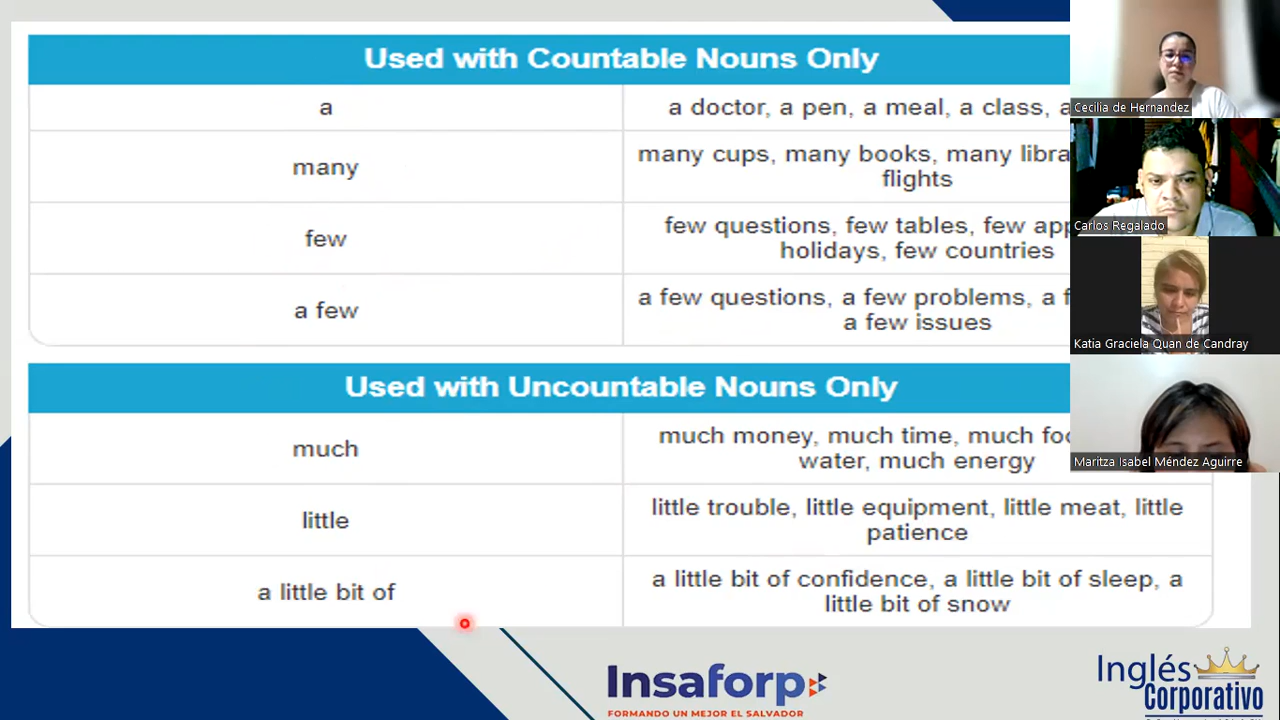 Used with Countable Nouns Only
a
a doctor, a pen, a meal, a class, a
many
many cups, many books, many
flights
few
few questions, few tables, few
holidays, few countries
a few
a few questions, a few problems, a
a few issues
Used with Uncountable Nouns Only
much
much money, much time, much
water, much energy
little
little trouble, little equipment, little meat, little
patience
a little bit of
a little bit of confidence, a little bit of sleep, a
little bit of snow
Cecilia de Hernandez
Carlos Regalado
Katia Graciela Quan de Candray
Maritza Isabel Méndez Aguirre
Insaforp
FORMANDO UN MEJOR EL SALVADOR
Inglés
Corporativo